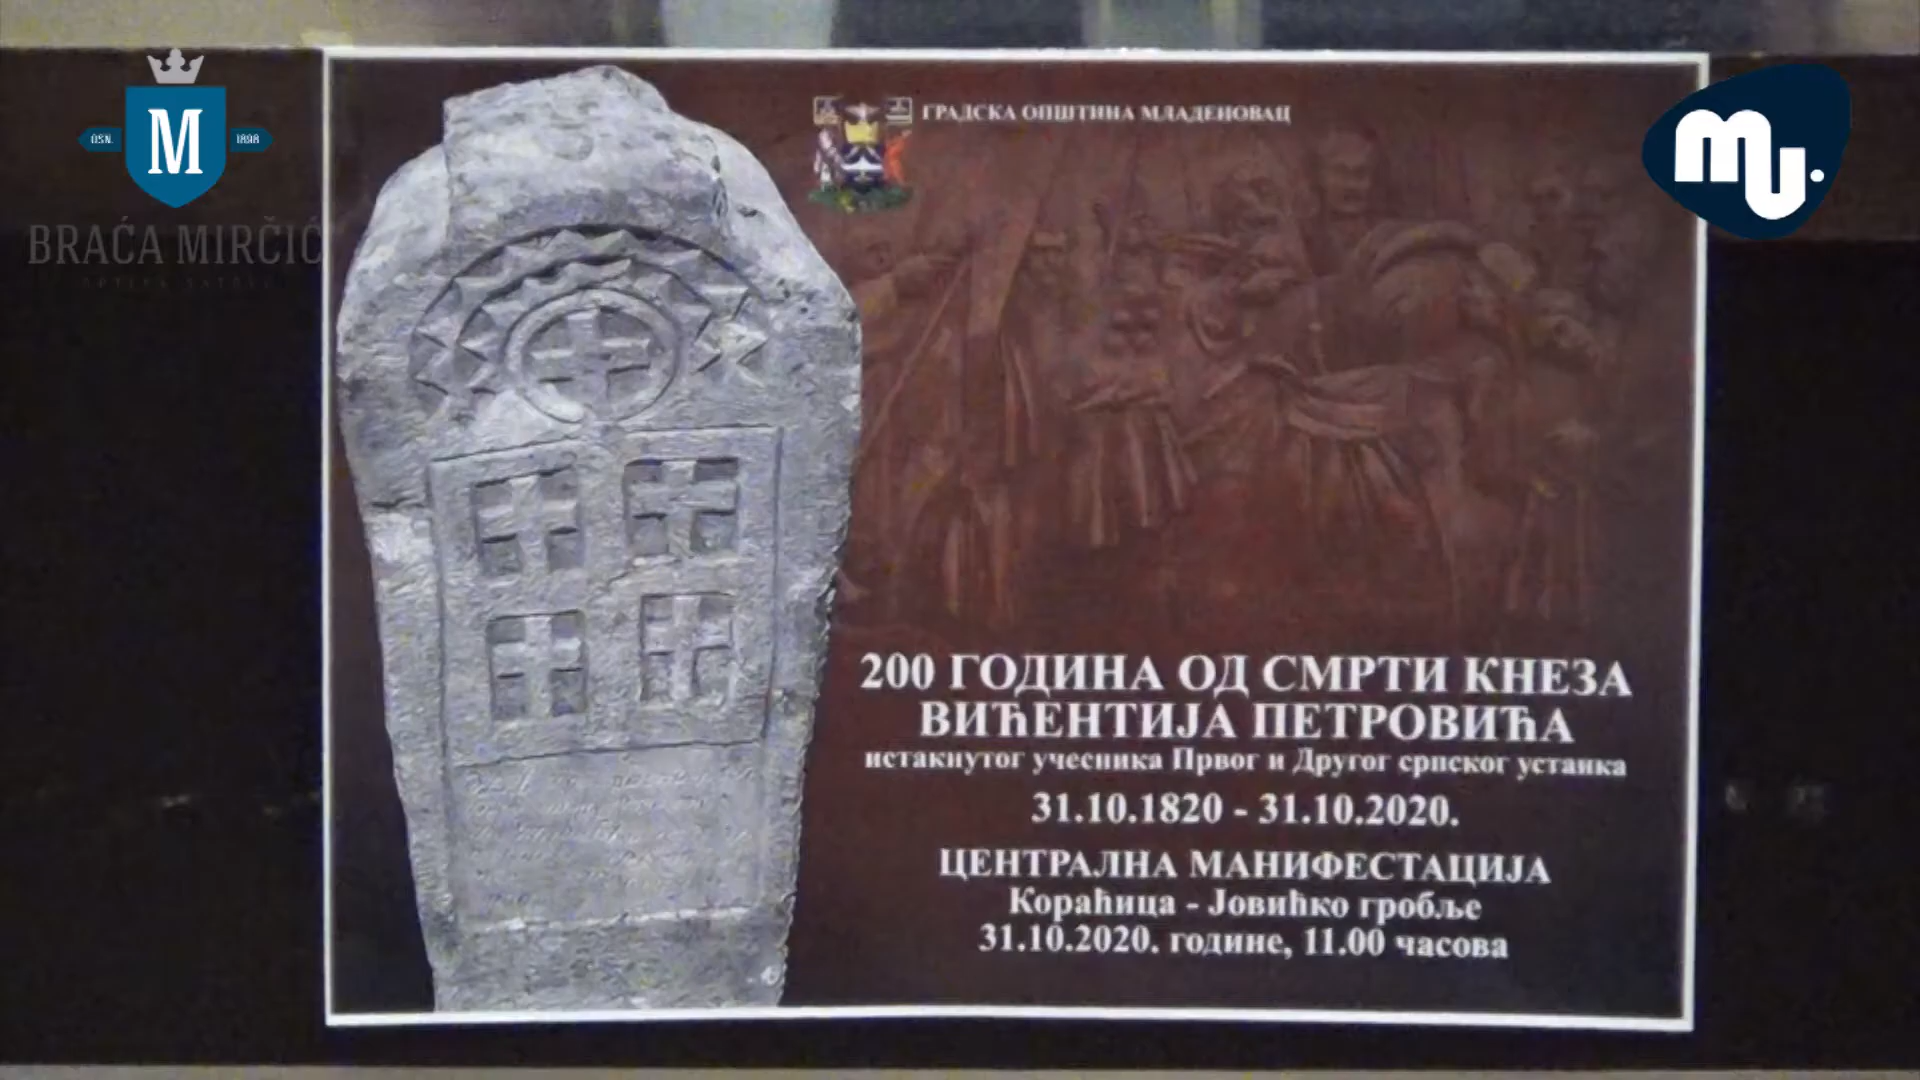 OSN.
M
1898
BRAĆA MIRČIĆ
mu.
ГРАДСКА ОПШТИНА МЛАДЕНОВАЦ
200 ГОДИНА ОД СМРТИ КНЕЗА
ВИЋЕНТИЈА ПЕТРОВИЋА
истакнутог учесника Првог и Другог српског устанка
31.10.1820 - 31.10.2020.
ЦЕНТРАЛНА МАНИФЕСТАЦИЈА
Кораћица - Јовићко гробље
31.10.2020. године, 11.00 часова